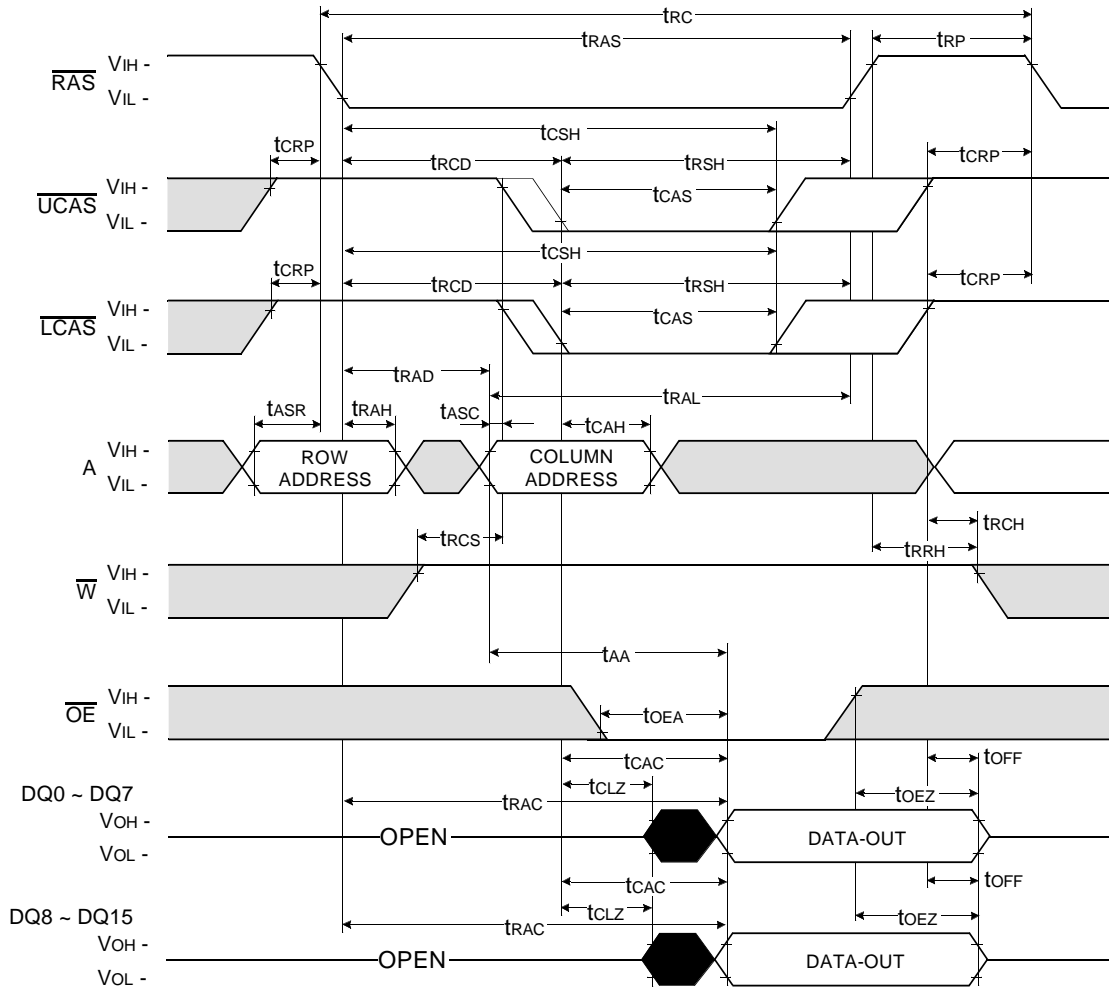 tRC
tRAS tRP
RAS VIH -
VIL -
tCSH
tCRP tRCD tRSH tCRP
UCAS VIH -
VIL -
tCAS
tCSH
tCRP tRCD tRSH tCRP
LCAS VIH -
VIL -
tCAS
tRAD
tRAL
tASR tRAH tASC tCAH
A VIH -
VIL -
ROW
ADDRESS
COLUMN
ADDRESS
tRCS tRCH
tRRH
W VIH -
VIL -
tAA
OE VIH -
VIL -
tOEA
tCAC tOFF
tCLZ tOEZ
DQ0 ~ DQ7 tRAC
VOH -
VOL -
OPEN DATA-OUT
tCAC tOFF
tCLZ
DQ8 ~ DQ15 tRAC tOEZ
VOH -
VOL -
OPEN DATA-OUT